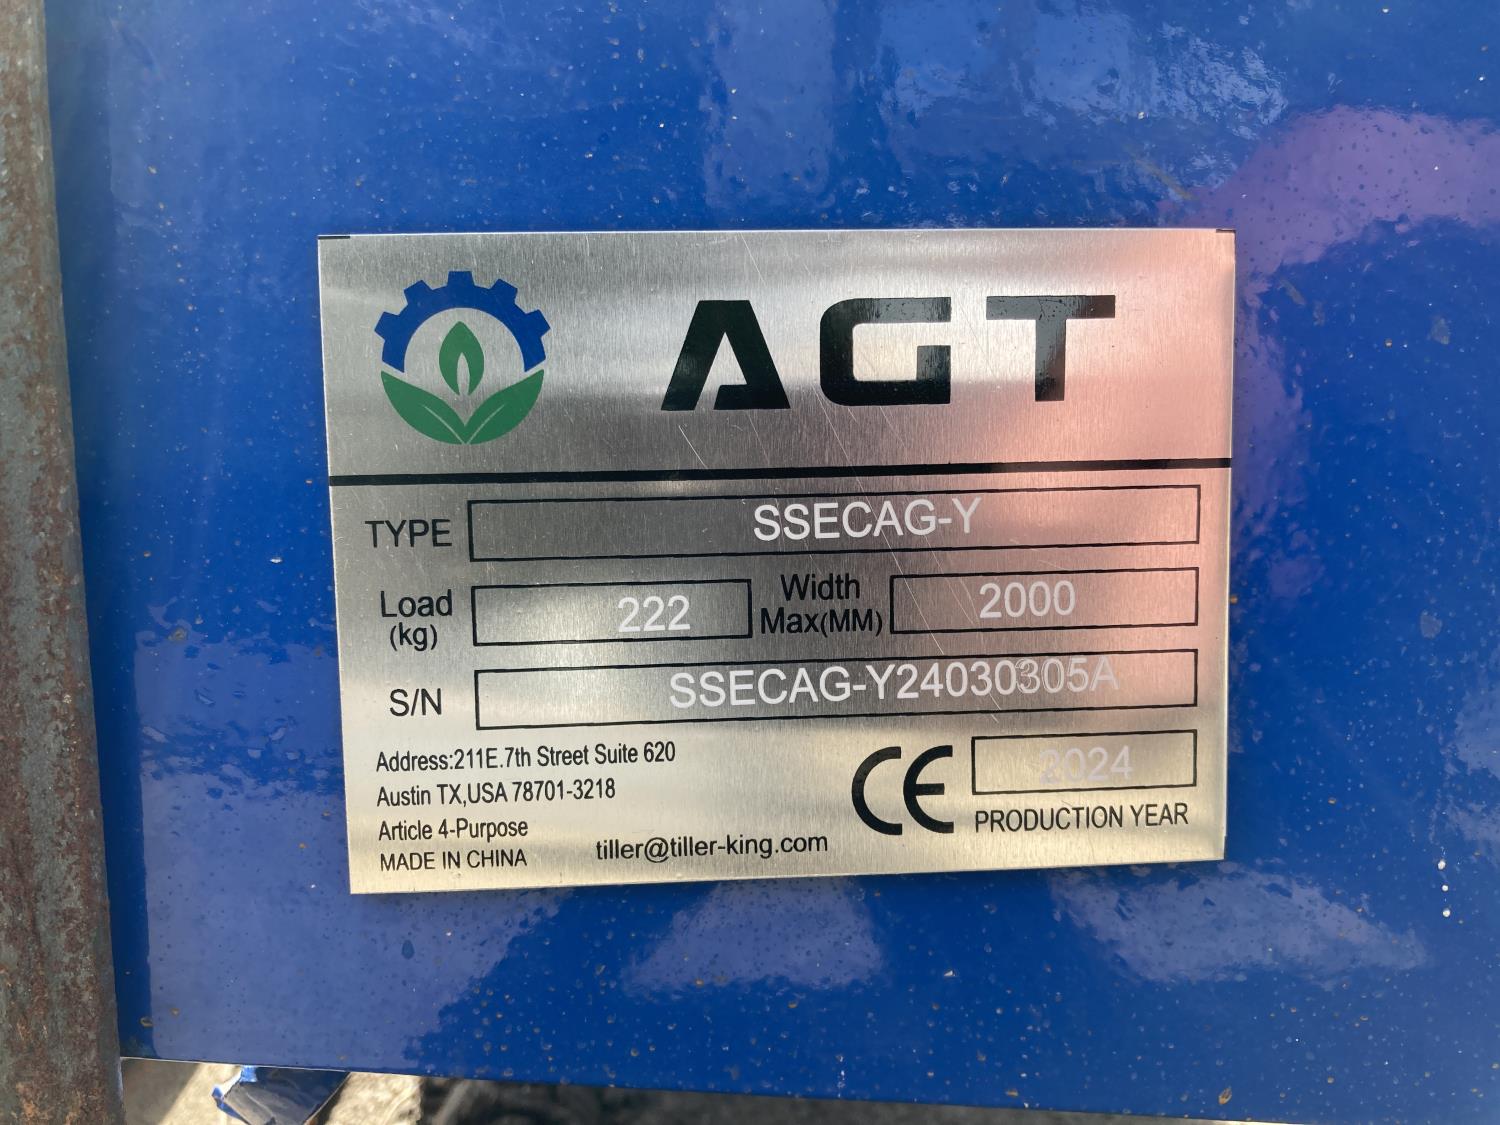 AGT
TYPE SSECAG-Y
Load (kg) 222 Width Max(MM) 2000
S/N SSECAG-Y24030305A
Address:211E.7th Street Suite 620
Austin TX,USA 78701-3218
Article 4-Purpose
MADE IN CHINA
tiller@tiller-king.com
CE 2024
PRODUCTION YEAR